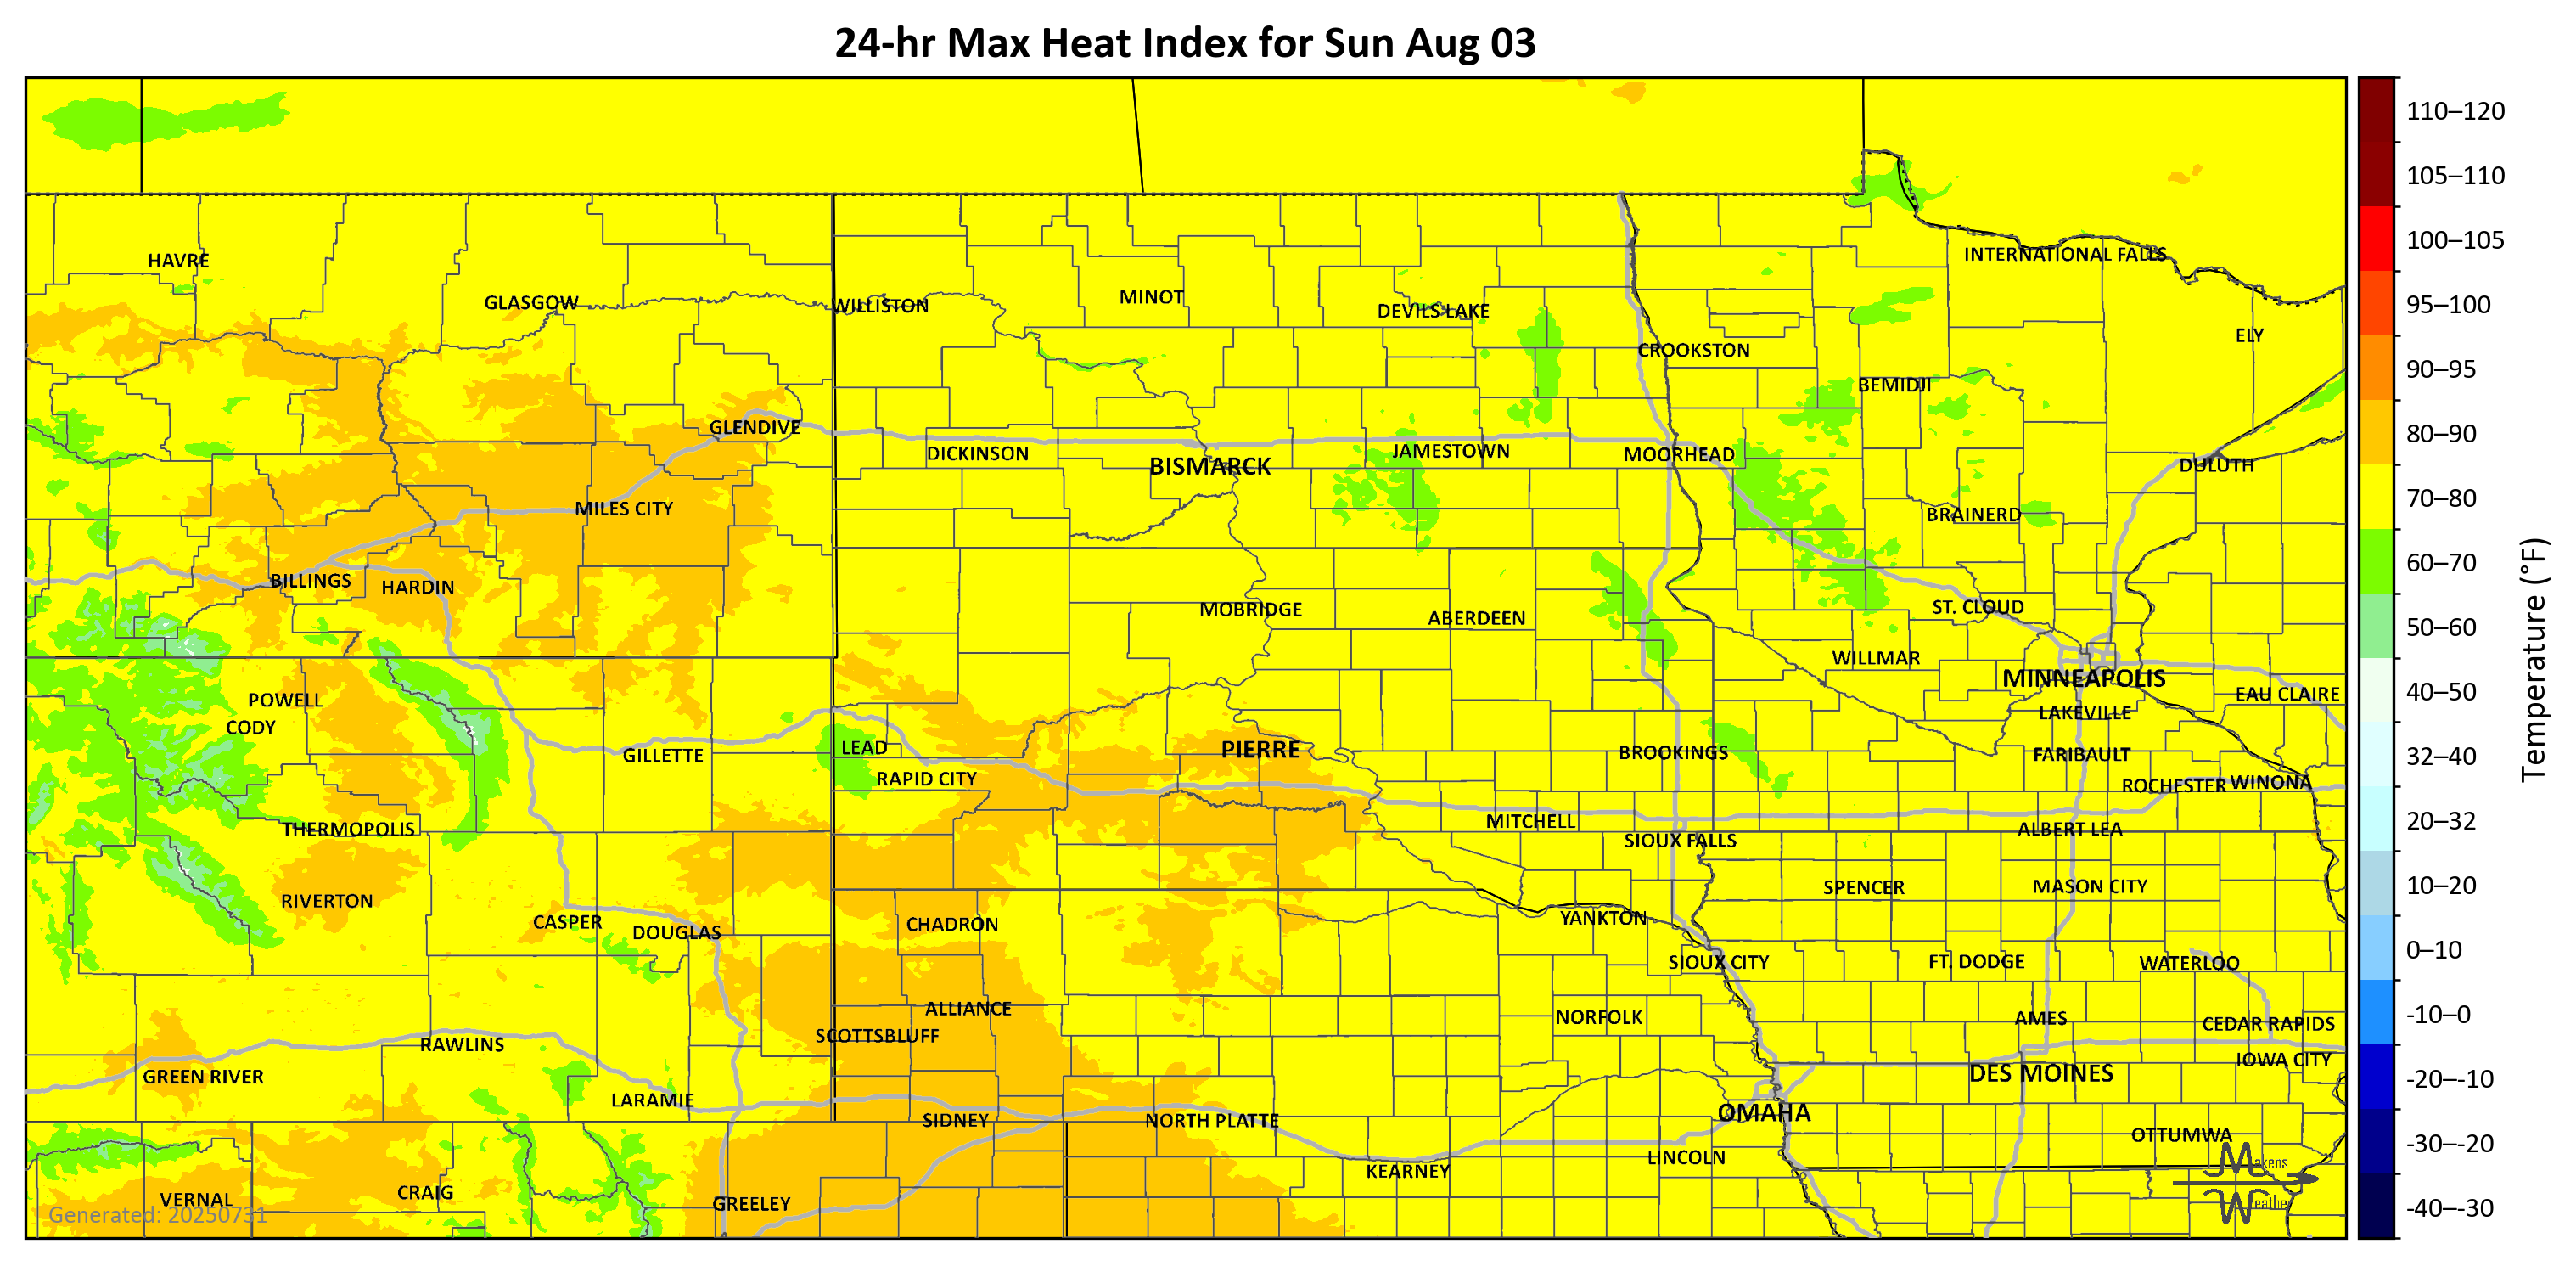 24-hr Max Heat Index for Sun Aug 03
HAVRE
GLASGOW
WILLISTON
MINOT
DEVILS LAKE
INTERNATIONAL FALLS
ELY
CROOKSTON
BEMIDJI
GLENDIVE
DICKINSON
BISMARCK
JAMESTOWN
MOORHEAD
DULUTH
MILES CITY
BRAINERD
BILLINGS
HARDIN
MOBRIDGE
ABERDEEN
ST. CLOUD
WILLMAR
MINNEAPOLIS
EAU CLAIRE
LAKEVILLE
POWELL
CODY
GILLETTE
LEAD
RAPID CITY
PIERRE
BROOKINGS
FARIBAULT
ROCHESTER
WINONA
THERMOPOLIS
MITCHELL
SIOUX FALLS
ALBERT LEA
RIVERTON
CASPER
DOUGLAS
CHADRON
YANKTON
SPENCER
MASON CITY
SIOUX CITY
FT. DODGE
WATERLOO
ALLIANCE
SCOTTSBLUFF
NORFOLK
AMES
CEDAR RAPIDS
IOWA CITY
RAWLINS
GREEN RIVER
LARAMIE
SIDNEY
NORTH PLATTE
OMAHA
DES MOINES
OTTUMWA
KEARNEY
LINCOLN
VERNAL
CRAIG
GREELEY
Generated: 20250731
Makens
Weather
110–120
105–110
100–105
95–100
90–95
80–90
70–80
60–70
50–60
40–50
32–40
20–32
10–20
0–10
-10–0
-20–-10
-30–-20
-40–-30
Temperature (°F)